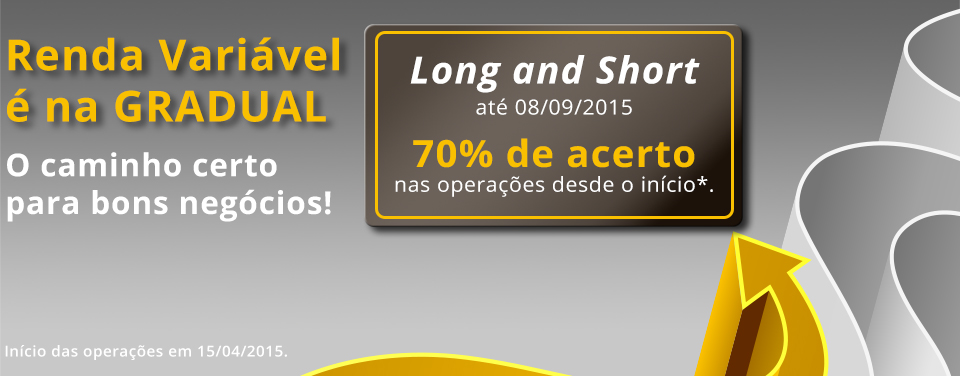 Renda Variável
é na GRADUAL
O caminho certo
para bons negócios!
Long and Short
até 08/09/2015
70% de acerto
nas operações desde o início*.
Início das operações em 15/04/2015.